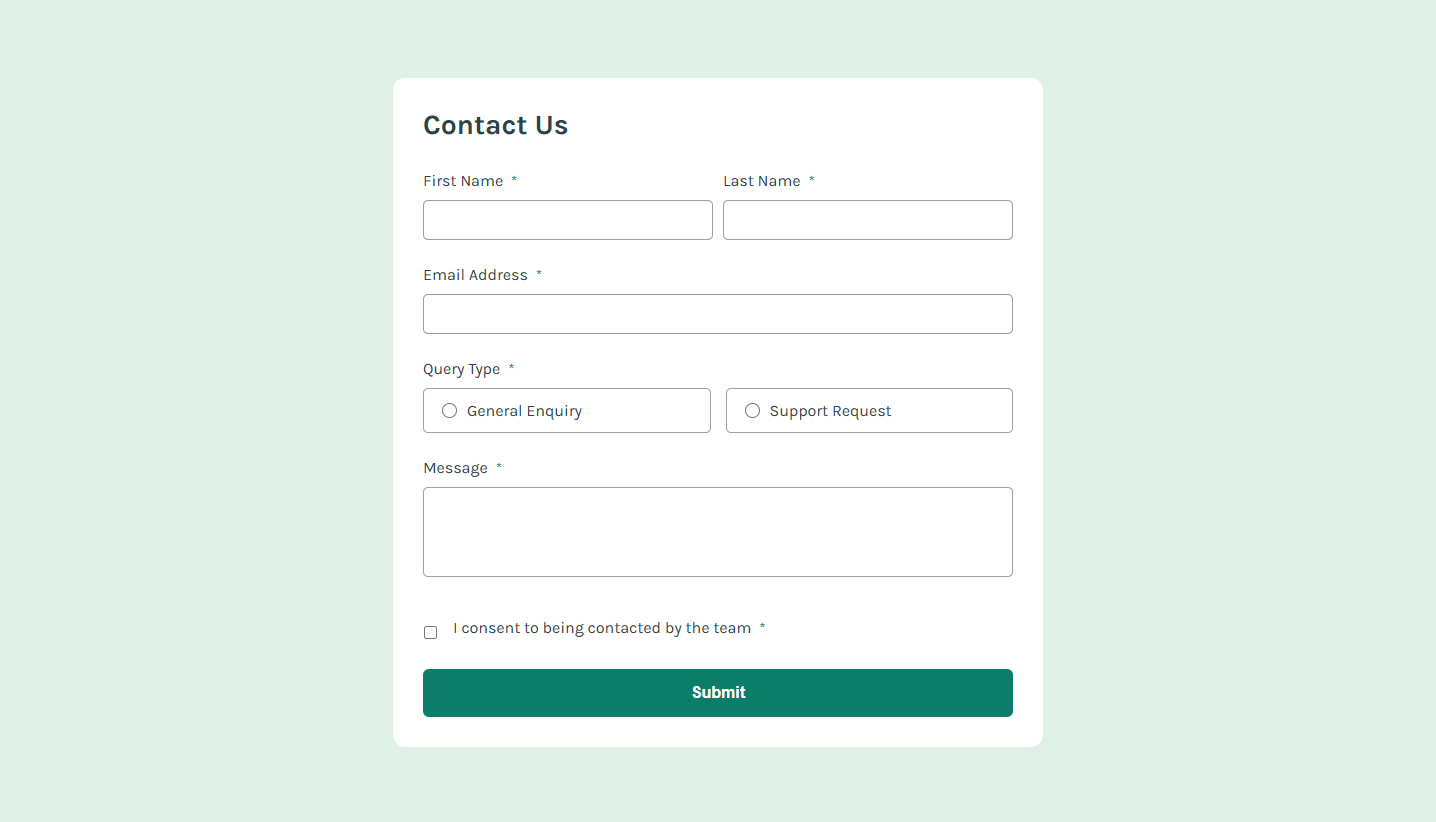 Contact Us
First Name * Last Name *
Email Address *
Query Type *
General Enquiry Support Request
Message *
I consent to being contacted by the team *
Submit